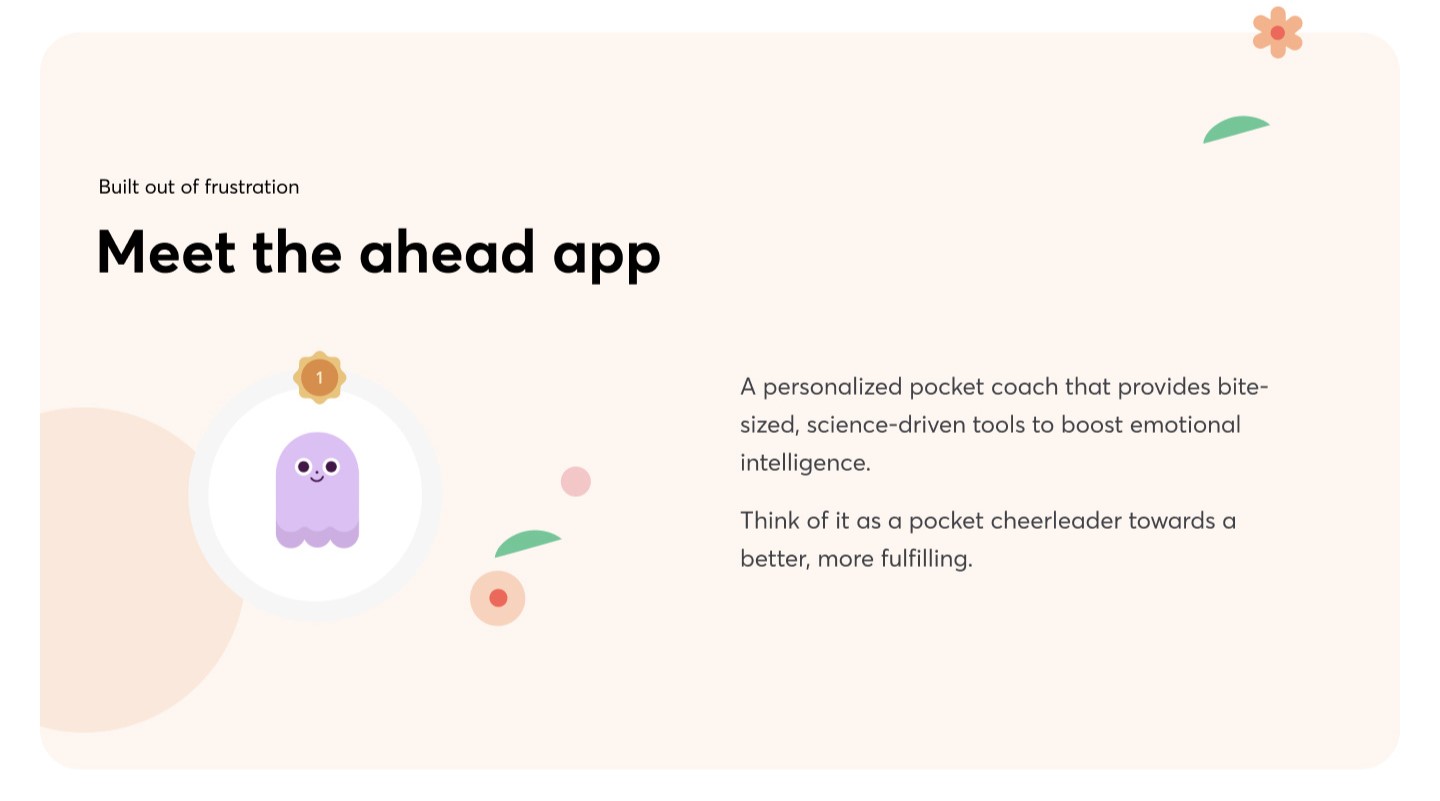 Built out of frustration
Meet the ahead app
1
A personalized pocket coach that provides bite-
sized, science-driven tools to boost emotional
intelligence.
Think of it as a pocket cheerleader towards a
better, more fulfilling.